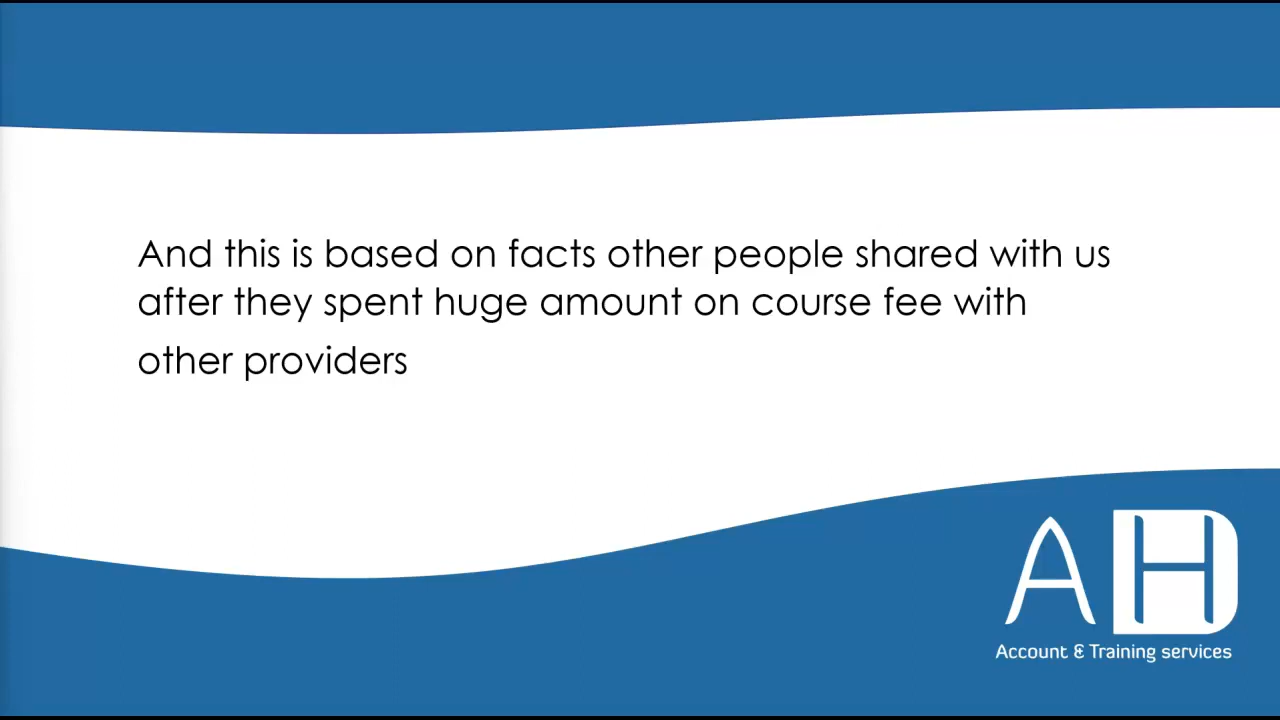 And this is based on facts other people shared with us
after they spent huge amount on course fee with
other providers
AHD
Account & Training services